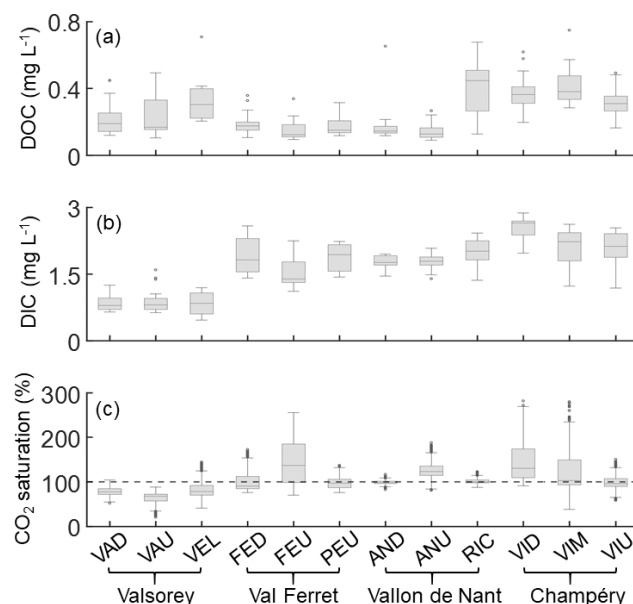 (a)
DOC (mg L⁻¹)
0.8
0.4
0
(b)
DIC (mg L⁻¹)
3
1.5
0
(c)
CO₂ saturation (%)
300
200
100
0
VAD VAU VEL FED FEU PEU AND ANU RIC VID VIM VIU
Valsorey Val Ferret Vallon de Nant Champéry